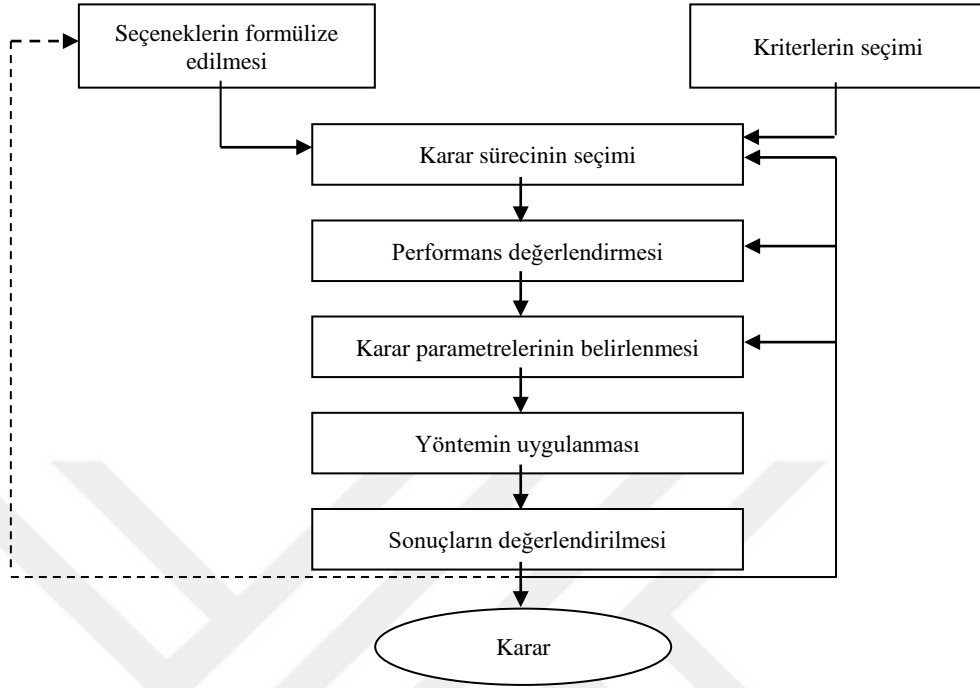 Seçeneklerin formülize
edilmesi
Kriterlerin seçimi
Karar sürecinin seçimi
Performans değerlendirmesi
Karar parametrelerinin belirlenmesi
Yöntemin uygulanması
Sonuçların değerlendirilmesi
Karar